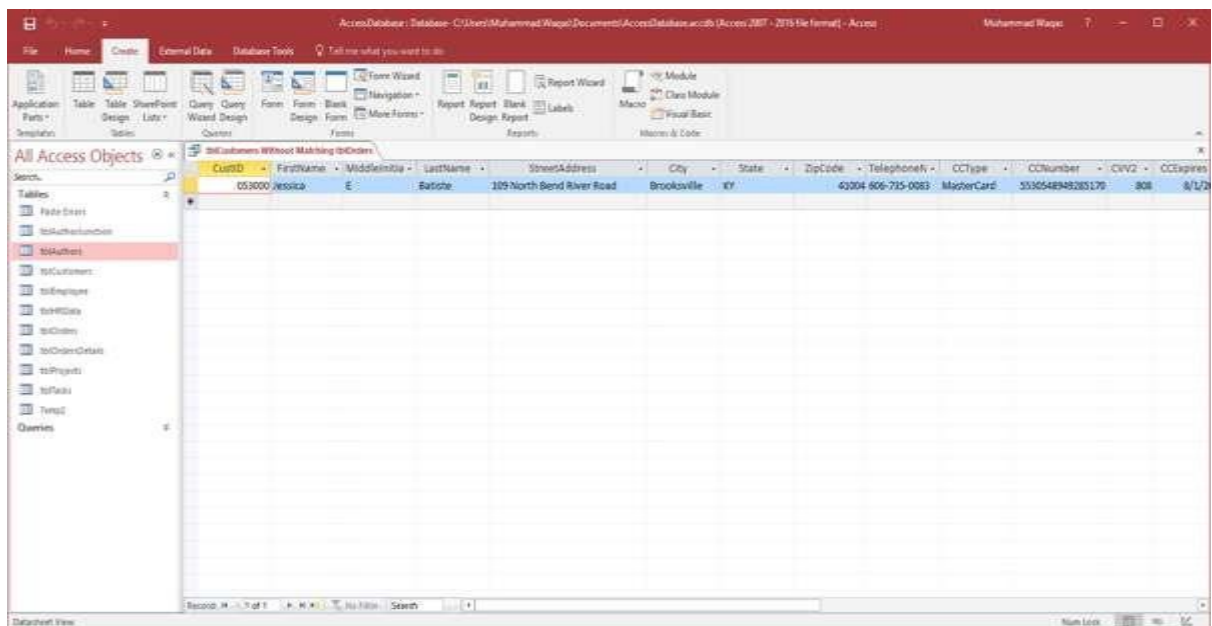 AccessDatabase : Database- C:\Users\Muhammad Waqas\Documents\AccessDatabase.accdb (Access 2007 - 2016 file format) - Access Muhammad Waqas ?
File Home Create External Data Database Tools Tell me what you want to do
Application Parts Table Table Design SharePoint Lists Query Wizard Query Design Form Form Design Blank Form Form Wizard Navigation More Forms Report Report Design Blank Report Report Wizard Labels Macro Module Class Module Visual Basic
Templates Tables Queries Forms Reports Macros & Code
All Access Objects
tblCustomers Without Matching tblOrders
Search..
CustID FirstName MiddleInitia LastName StreetAddress City State ZipCode TelephoneN CCType CCNumber CVV2 CCExpires
053000 Jessica E Batiste 109 North Bend River Road Brooksville KY 41004 606-735-0083 MasterCard 5530548949285170 808 8/1/2
Tables
Paste Errors
tblAuthorJunction
tblAuthors
tblCustomers
tblEmployee
tblHRData
tblOrders
tblOrdersDetails
tblProjects
tblTasks
Temp2
Queries
Record: 1 of 1 No Filter Search
Datasheet View Num Lock